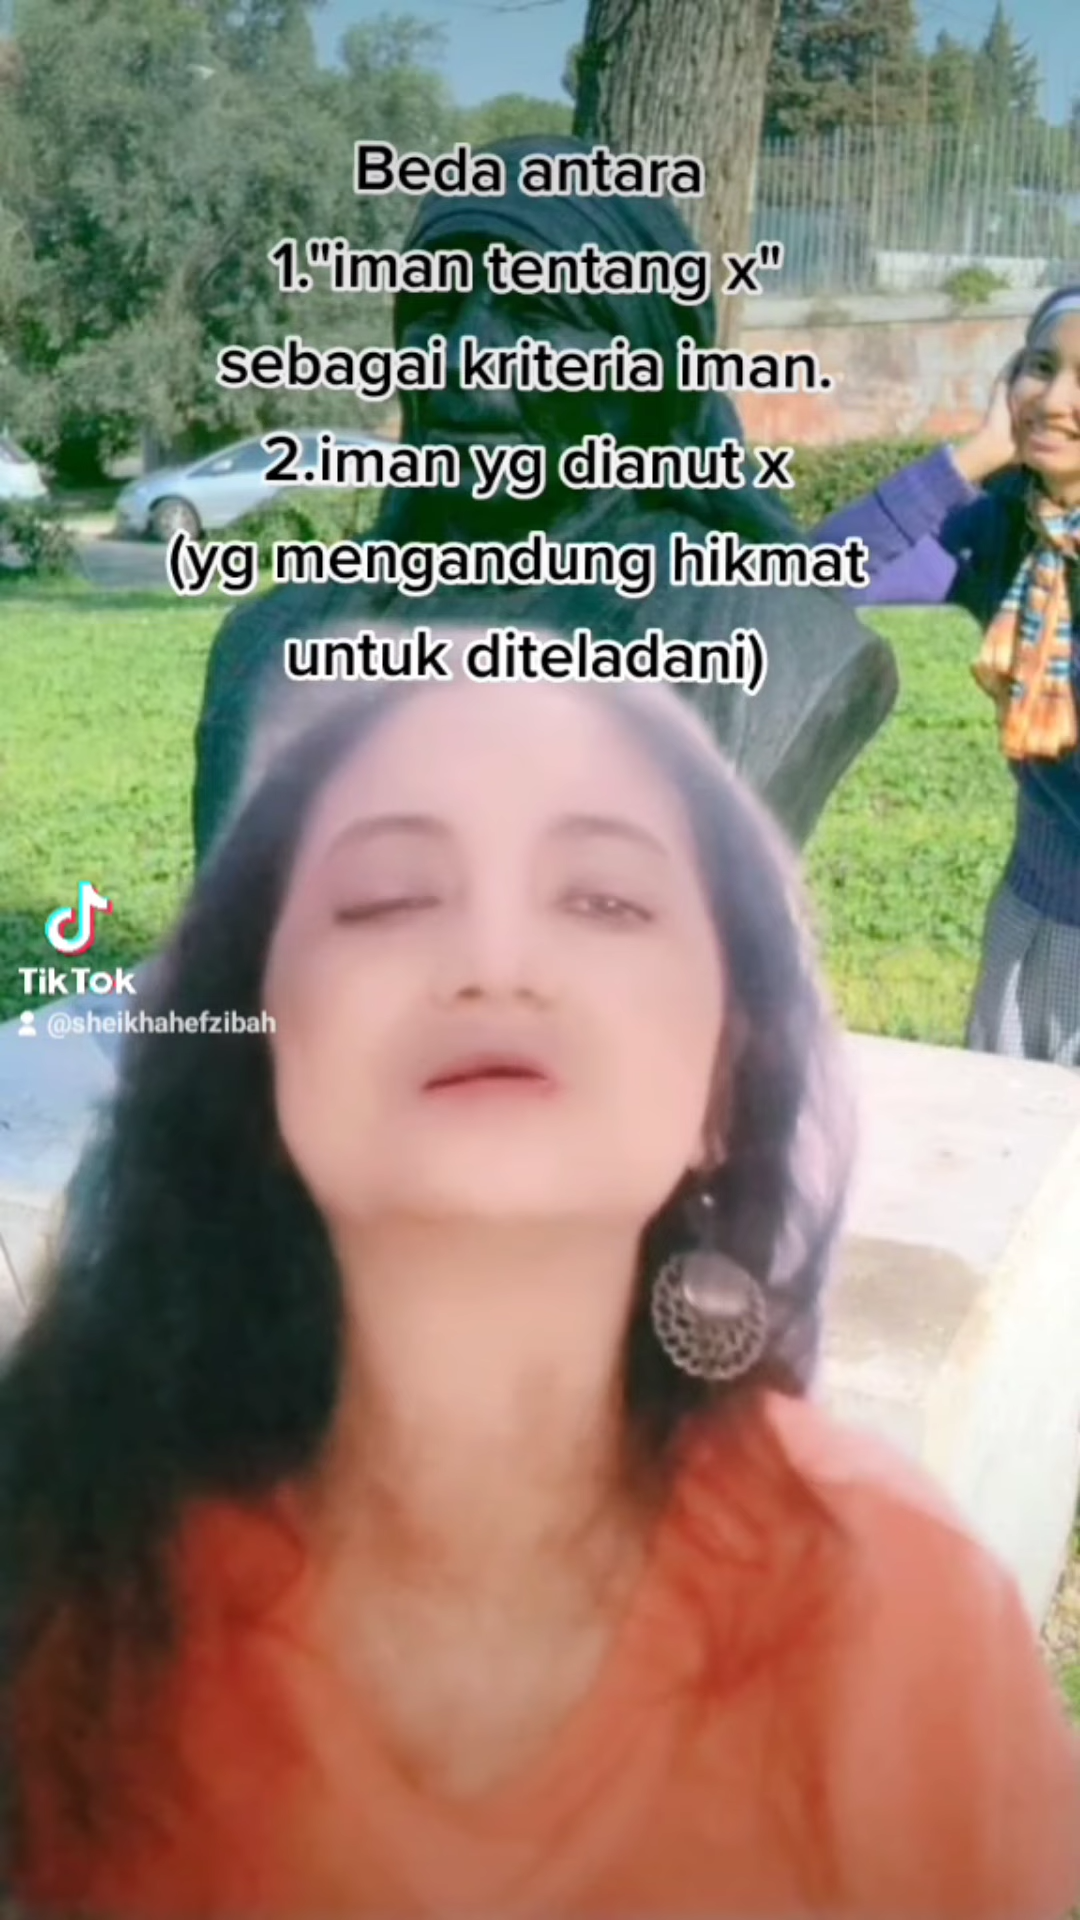 Beda antara
1."iman tentang x"
sebagai kriteria iman.
2.iman yg dianut x
(yg mengandung hikmat
untuk diteladani)
TikTok
@sheikhahefzibah